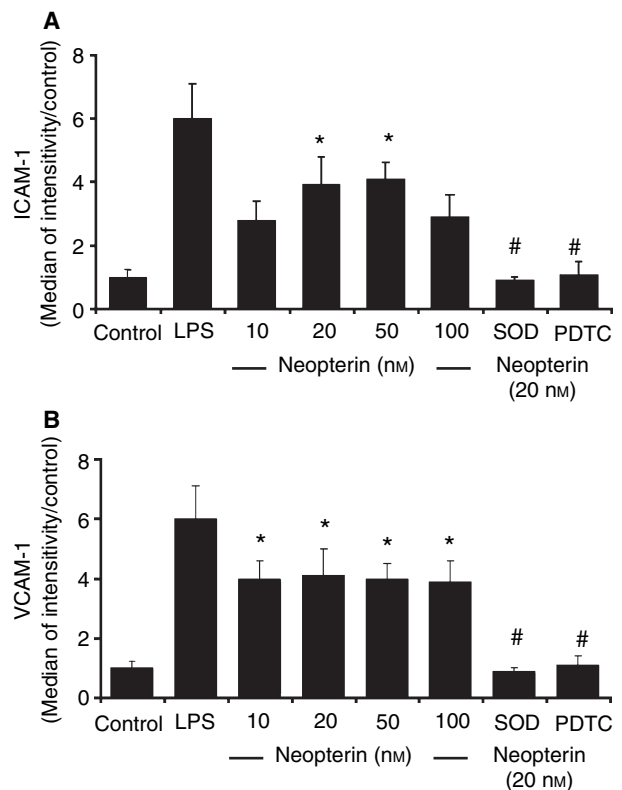 A
ICAM-1
(Median of intensitivity/control)
8
6
4
2
0
* *
# #
Control LPS 10 20 50 100 SOD PDTC
Neopterin (nM) Neopterin
(20 nM)
B
VCAM-1
(Median of intensitivity/control)
8
6
4
2
0
* * * *
# #
Control LPS 10 20 50 100 SOD PDTC
Neopterin (nM) Neopterin
(20 nM)